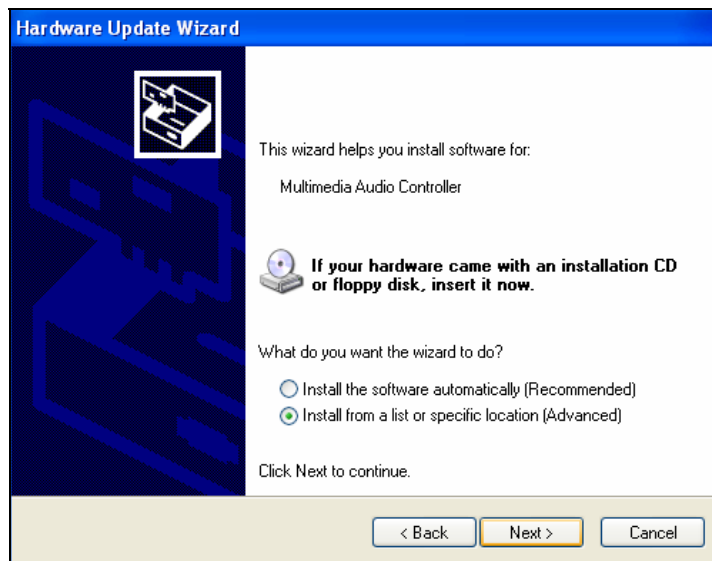 Hardware Update Wizard
This wizard helps you install software for:
Multimedia Audio Controller
If your hardware came with an installation CD
or floppy disk, insert it now.
What do you want the wizard to do?
Install the software automatically (Recommended)
Install from a list or specific location (Advanced)
Click Next to continue.
< Back
Next >
Cancel